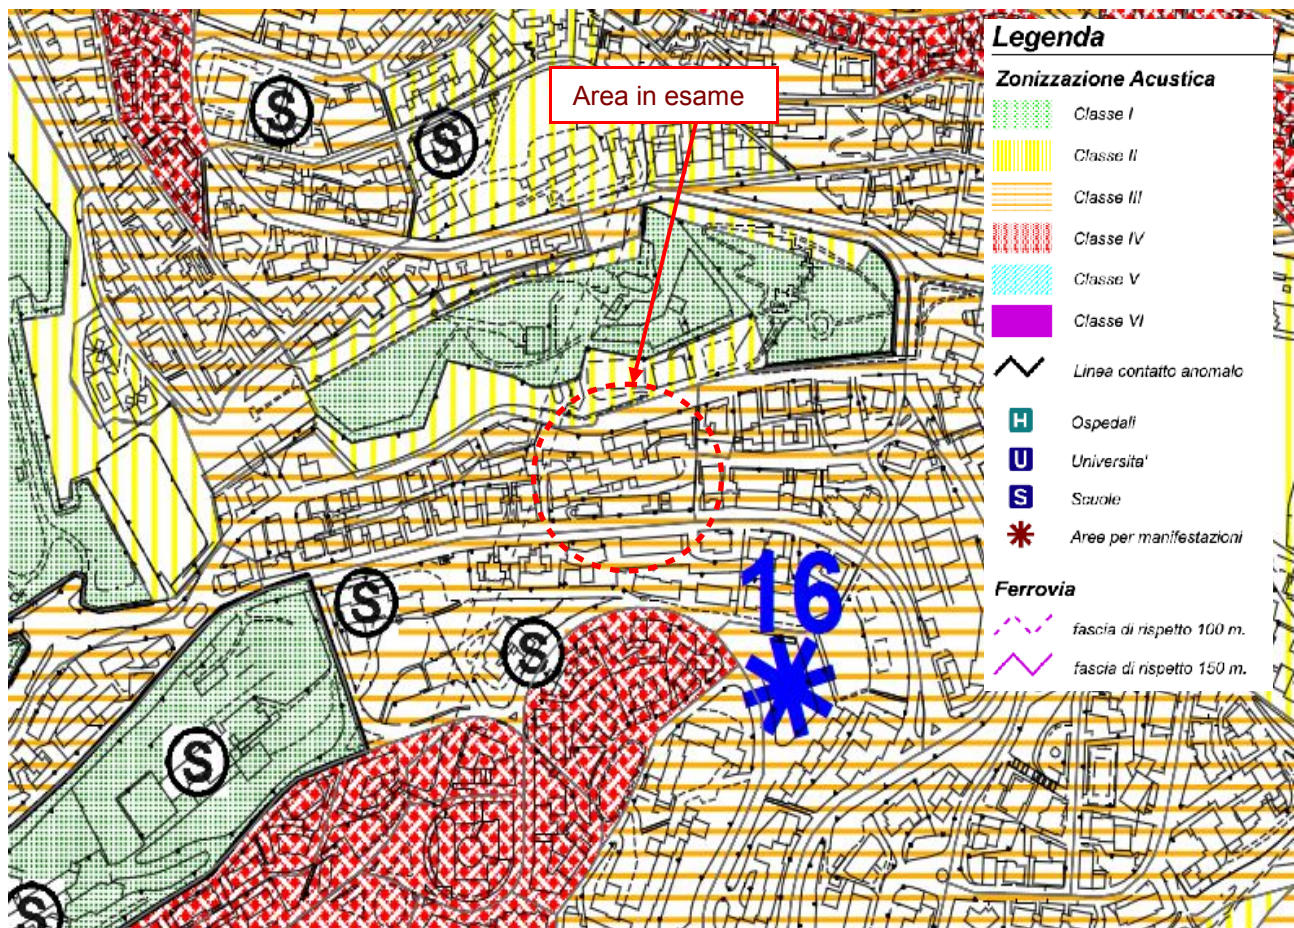 Legenda
Zonizzazione Acustica
Classe I
Classe II
Classe III
Classe IV
Classe V
Classe VI
Linea contatto anomalo
H Ospedali
U Universita'
S Scuole
Aree per manifestazioni
Ferrovia
fascia di rispetto 100 m.
fascia di rispetto 150 m.
Area in esame
S
S
16
S
S
S
S